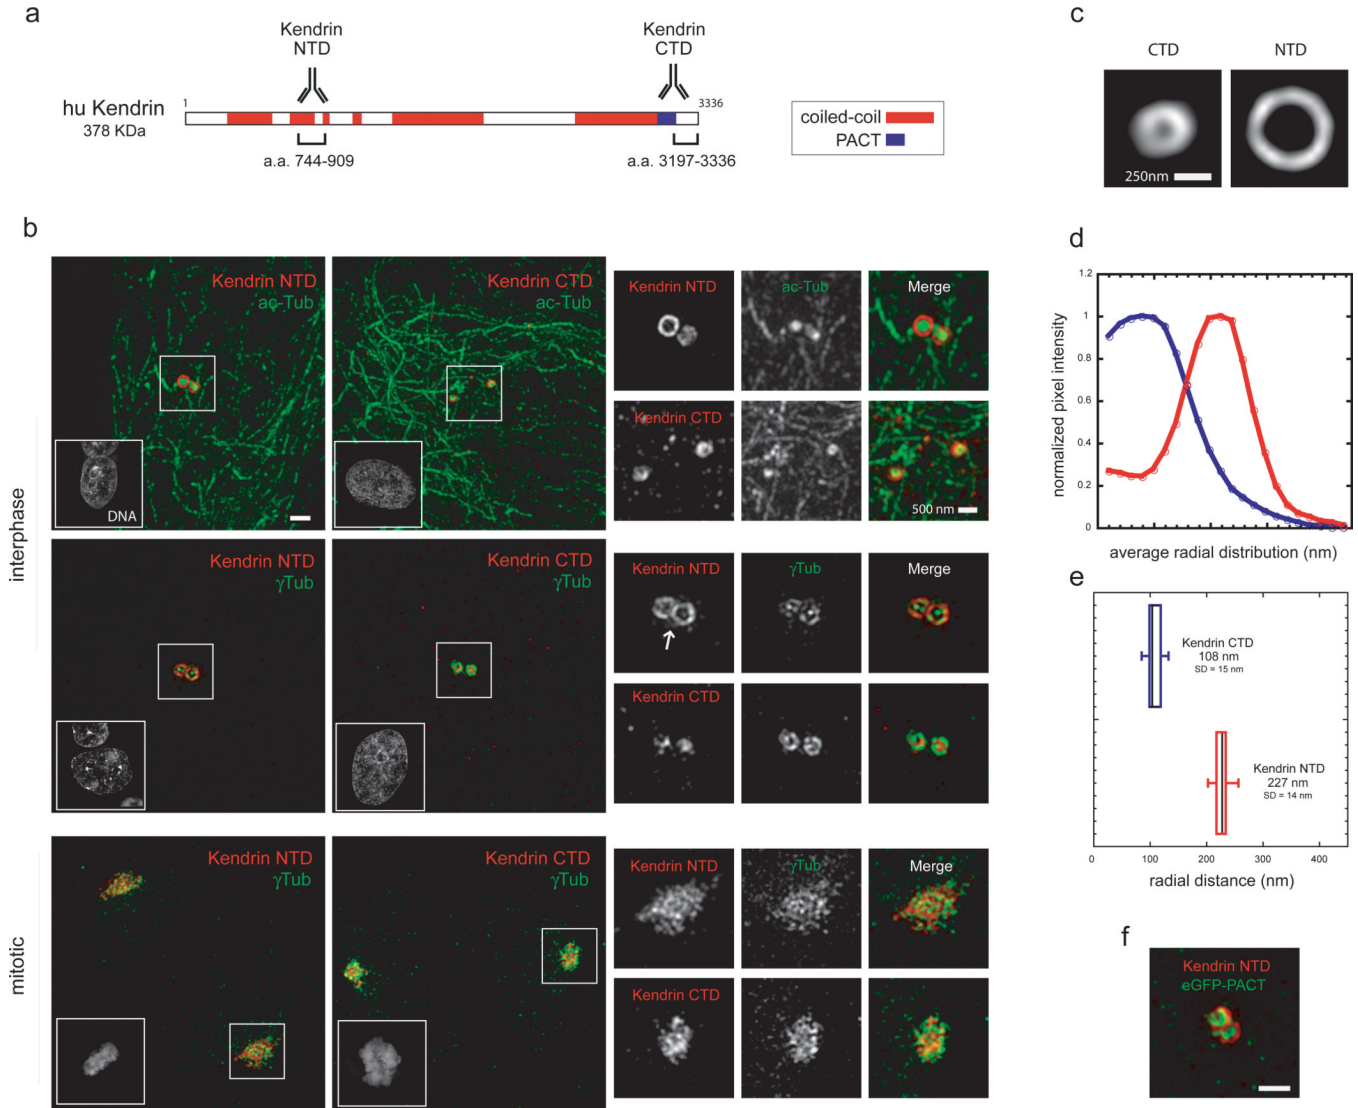 a
Kendrin
NTD
Kendrin
CTD
hu Kendrin
378 KDa
1
3336
a.a. 744-909
a.a. 3197-3336
coiled-coil
PACT
c
CTD
NTD
250nm
b
interphase
mitotic
Kendrin NTD
ac-Tub
DNA
Kendrin CTD
ac-Tub
Kendrin NTD
ac-Tub
Merge
Kendrin CTD
500 nm
Kendrin NTD
γTub
Kendrin CTD
γTub
Kendrin NTD
γTub
Merge
Kendrin CTD
Kendrin NTD
γTub
Kendrin CTD
γTub
Kendrin NTD
γTub
Merge
Kendrin CTD
d
normalized pixel intensity
1.2
1
0.8
0.6
0.4
0.2
0
average radial distribution (nm)
e
Kendrin CTD
108 nm
SD = 15 nm
Kendrin NTD
227 nm
SD = 14 nm
0 100 200 300 400
radial distance (nm)
f
Kendrin NTD
eGFP-PACT